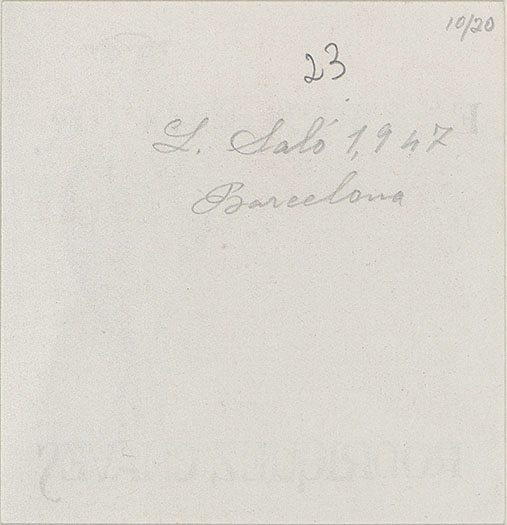 10/20
23
L. Saló 1,947
Barcelona